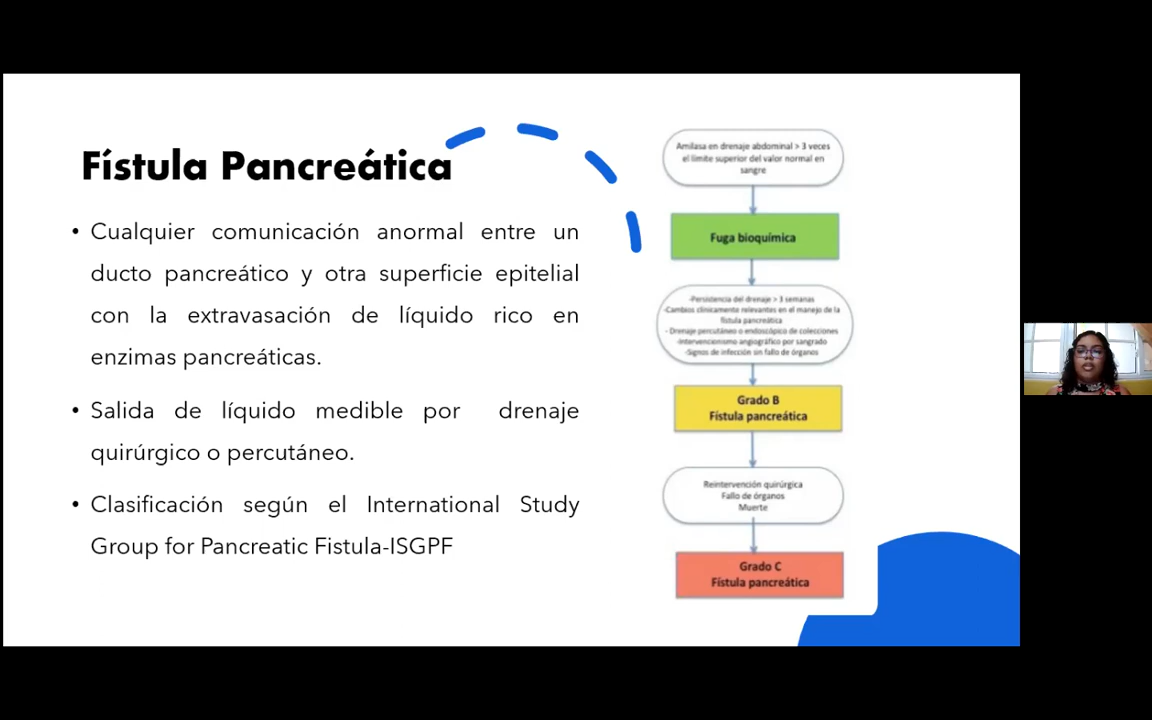 Fístula Pancreática
• Cualquier comunicación anormal entre un
ducto pancreático y otra superficie epitelial
con la extravasación de líquido rico en
enzimas pancreáticas.
• Salida de líquido medible por drenaje
quirúrgico o percutáneo.
• Clasificación según el International Study
Group for Pancreatic Fistula-ISGPF
Amilasa en drenaje abdominal > 3 veces
el límite superior del valor normal en
sangre
Fuga bioquímica
-Persistencia del drenaje > 3 semanas
-Cambios clínicamente relevantes en el manejo de la
fístula pancreática
- Drenaje percutáneo o endoscópico de colecciones
-Intervencionismo angiográfico por sangrado
-Signos de infección sin fallo de órganos
Grado B
Fístula pancreática
Reintervención quirúrgica
Fallo de órganos
Muerte
Grado C
Fístula pancreática